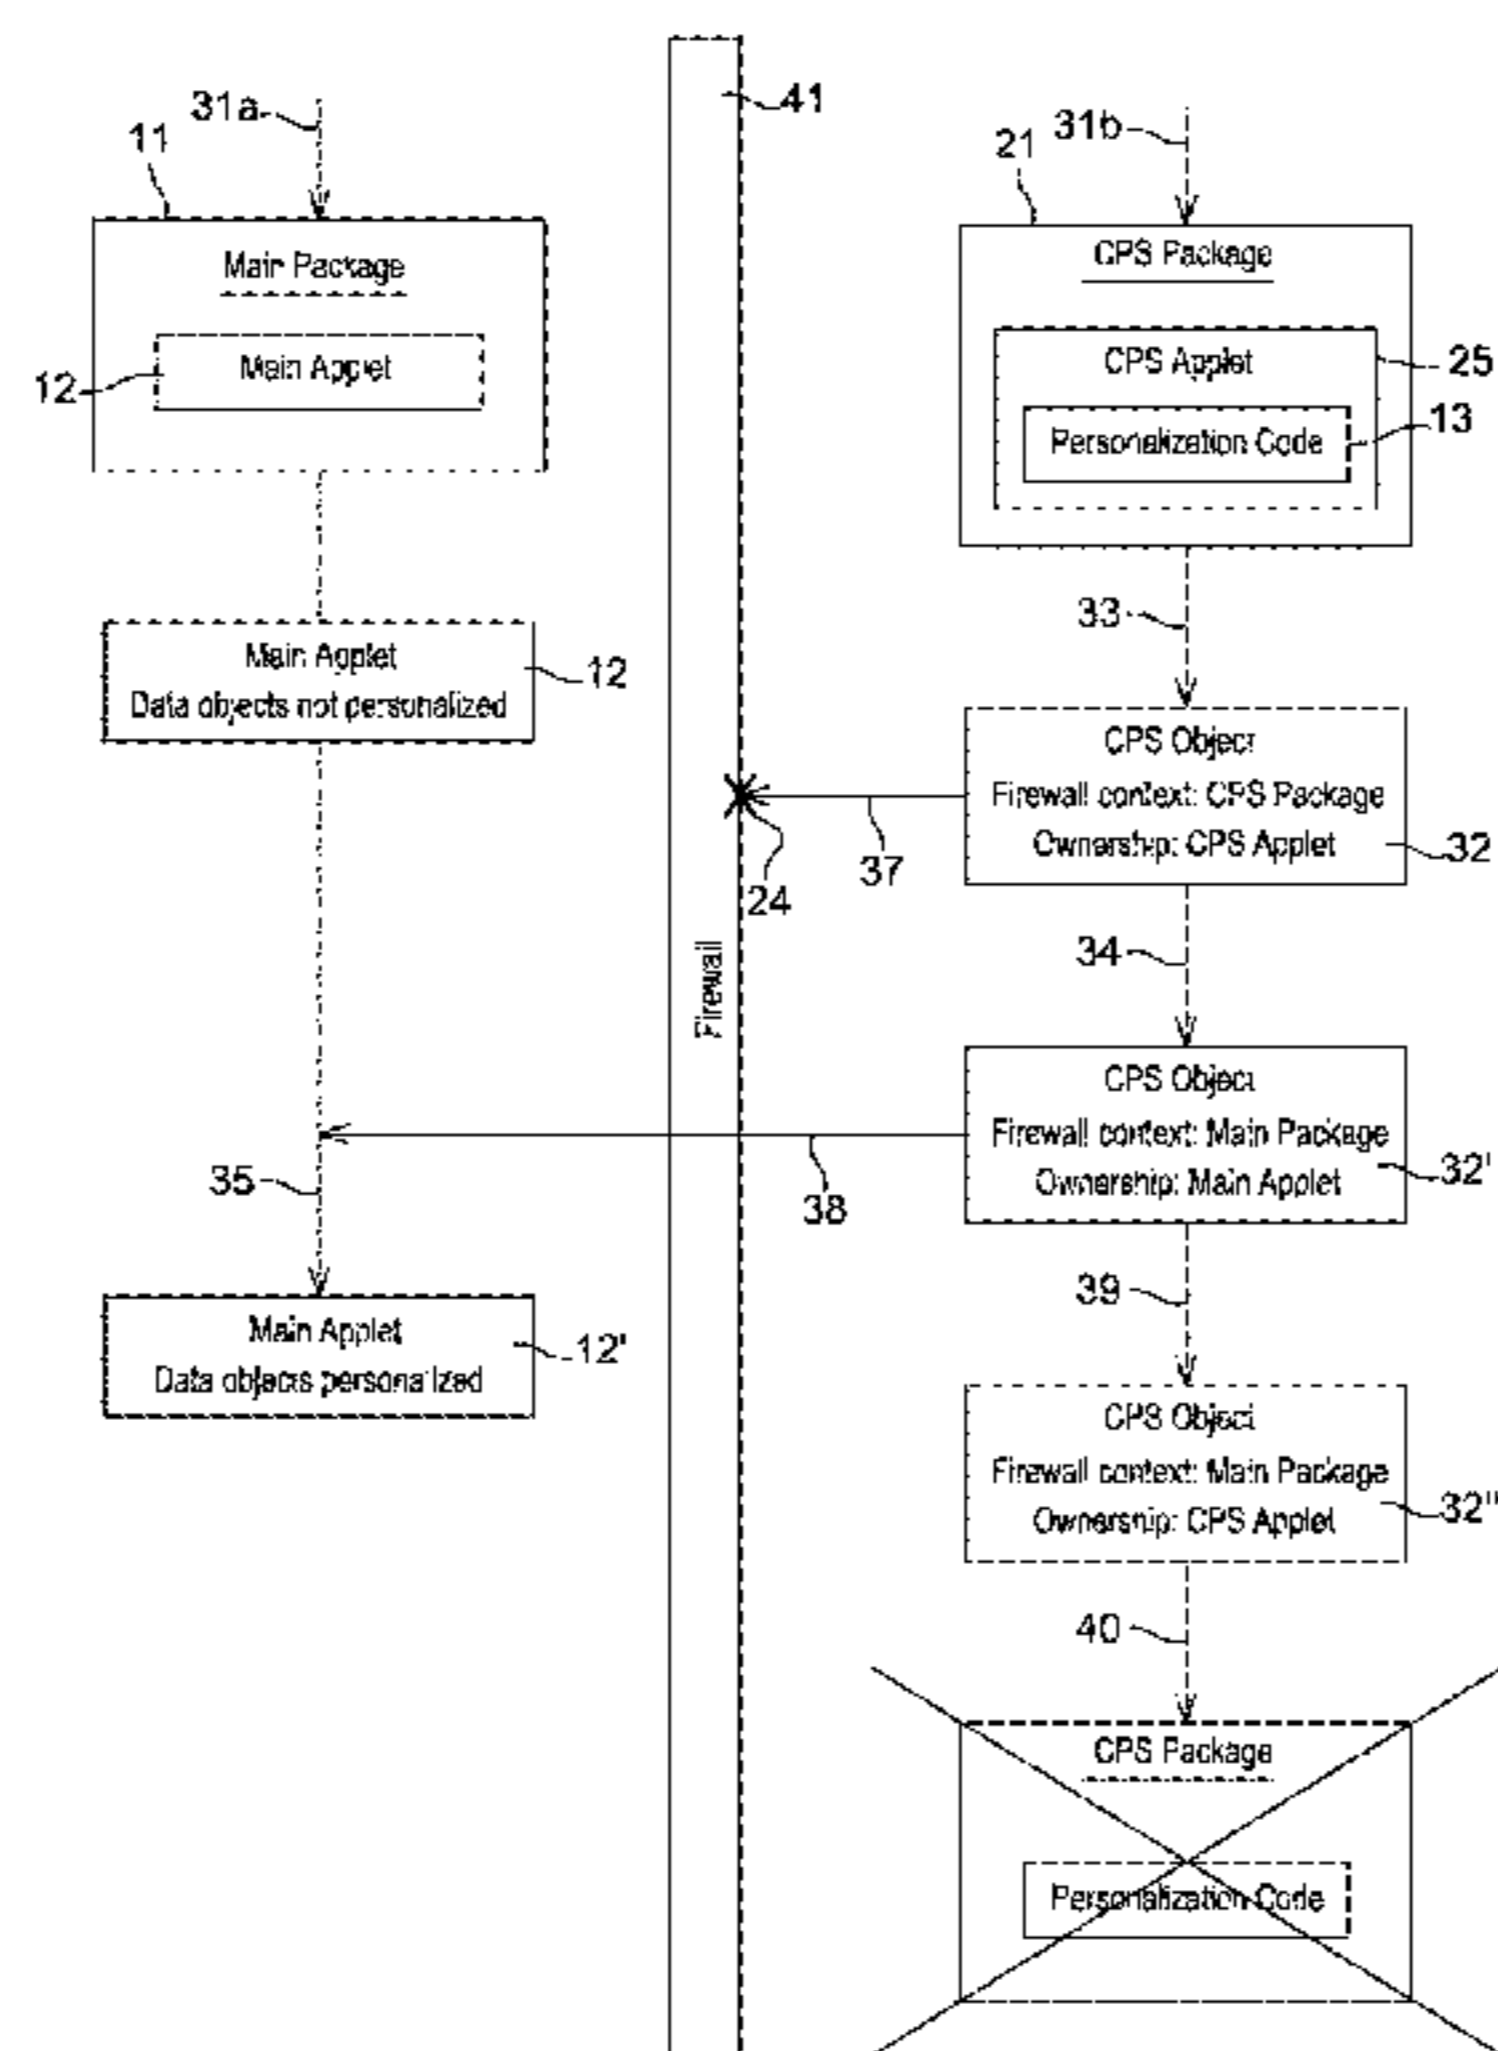 31a
41
11
21
31b
Main Package
CPS Package
Main Applet
12
CPS Applet
25
Personalization Code
13
33
Main Applet
Data objects not personalized
12
CPS Object
Firewall context: CPS Package
Ownership: CPS Applet
32
37
24
Firewall
34
CPS Object
Firewall context: Main Package
Ownership: Main Applet
32'
35
38
39
Main Applet
Data objects personalized
12'
CPS Object
Firewall context: Main Package
Ownership: CPS Applet
32"
40
CPS Package
Personalization Code